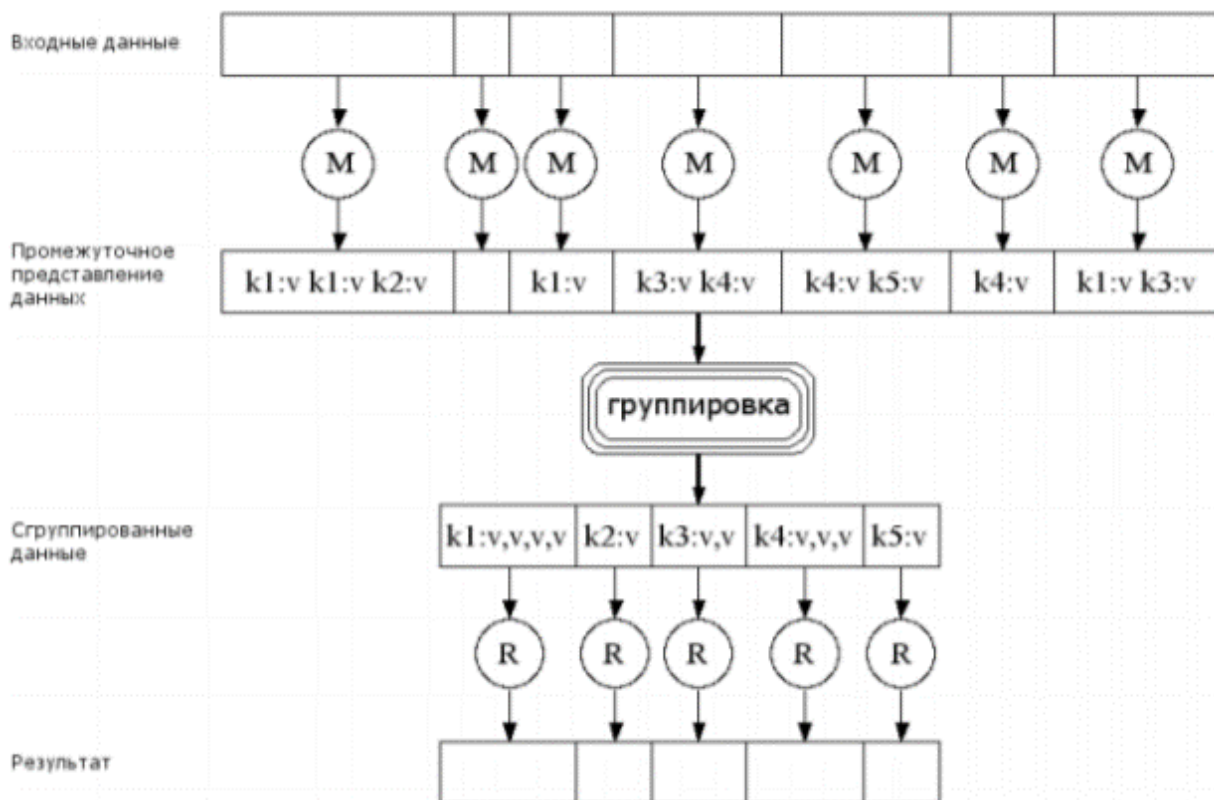 Входные данные
M M M M M M M
Промежуточное
представление
данных
k1:v k1:v k2:v k1:v k3:v k4:v k4:v k5:v k4:v k1:v k3:v
группировка
Сгруппированные
данные
k1:v,v,v,v k2:v k3:v,v k4:v,v,v k5:v
R R R R R
Результат